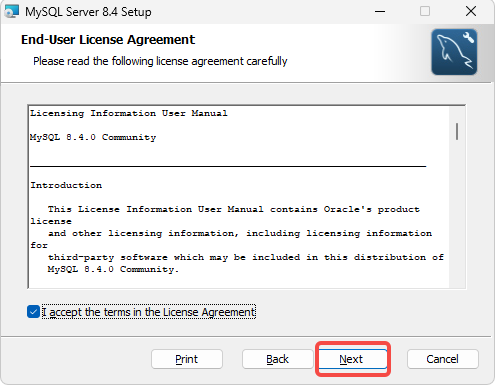 MySQL Server 8.4 Setup
End-User License Agreement
Please read the following license agreement carefully
Licensing Information User Manual
MySQL 8.4.0 Community
Introduction
This License Information User Manual contains Oracle's product
license
and other licensing information, including licensing information
for
third-party software which may be included in this distribution of
MySQL 8.4.0 Community.
I accept the terms in the License Agreement
Print Back Next Cancel